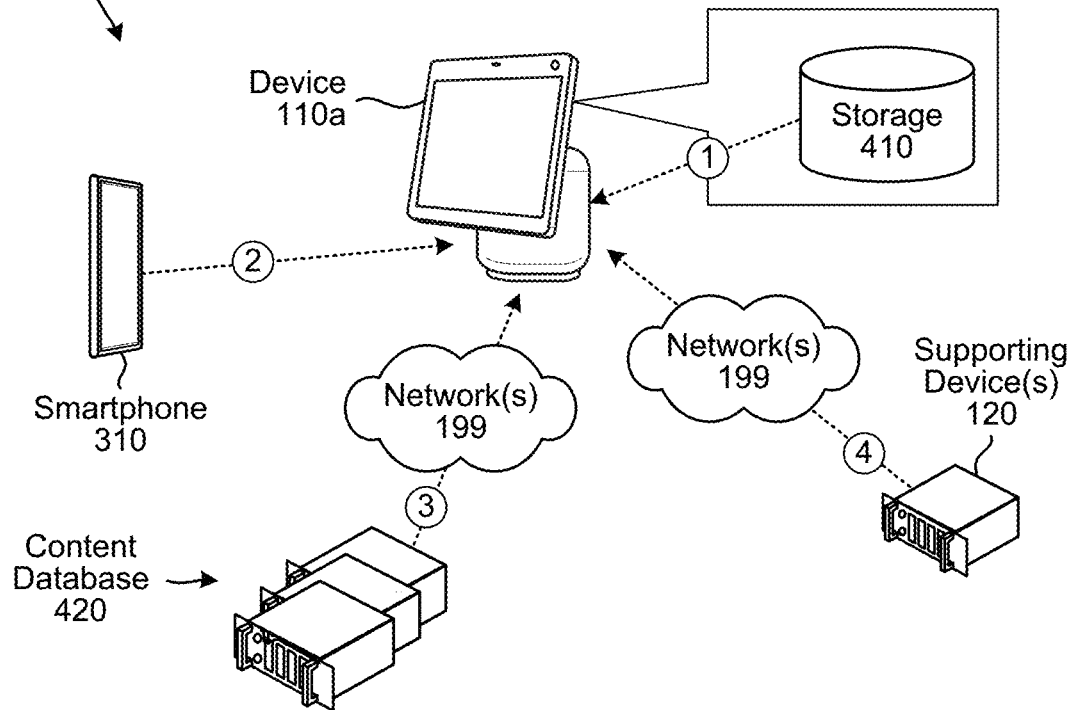 Device
110a
Storage
410
1
2
Network(s)
199
Supporting
Device(s)
120
Network(s)
199
Smartphone
310
4
3
Content
Database
420